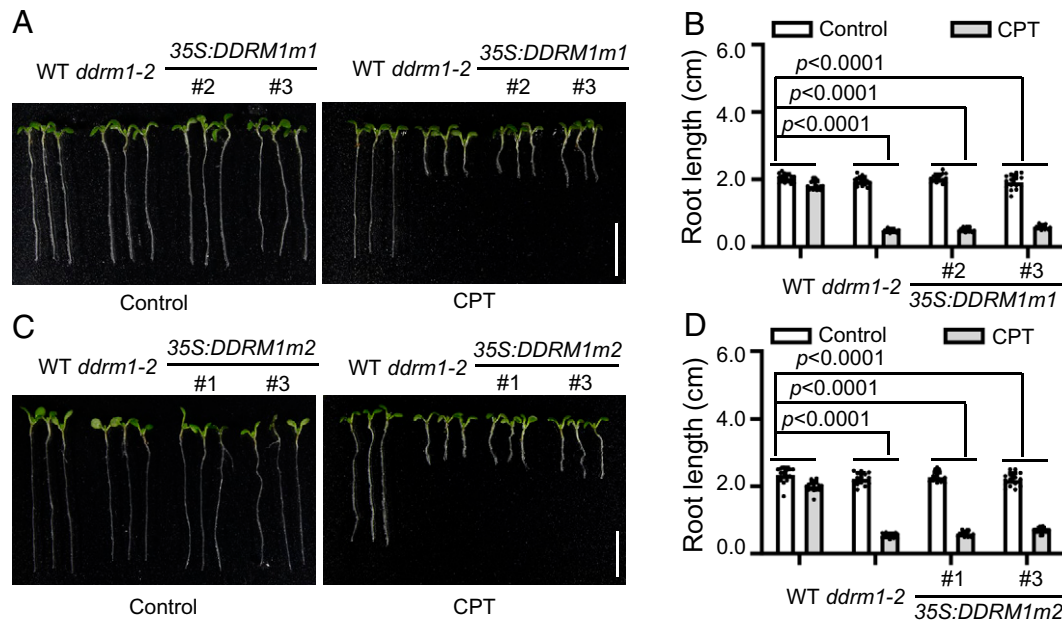 A
35S:DDRM1m1 35S:DDRM1m1
WT ddrm1-2 WT ddrm1-2
#2 #3 #2 #3
Control CPT
B
Control CPT
6.0
p<0.0001
4.0
p<0.0001
p<0.0001
2.0
0.0
Root length (cm)
#2 #3
WT ddrm1-2
35S:DDRM1m1
C
35S:DDRM1m2 35S:DDRM1m2
WT ddrm1-2 WT ddrm1-2
#1 #3 #1 #3
Control CPT
D
Control CPT
6.0
p<0.0001
p<0.0001
4.0
p<0.0001
2.0
0.0
Root length (cm)
#1 #3
WT ddrm1-2
35S:DDRM1m2